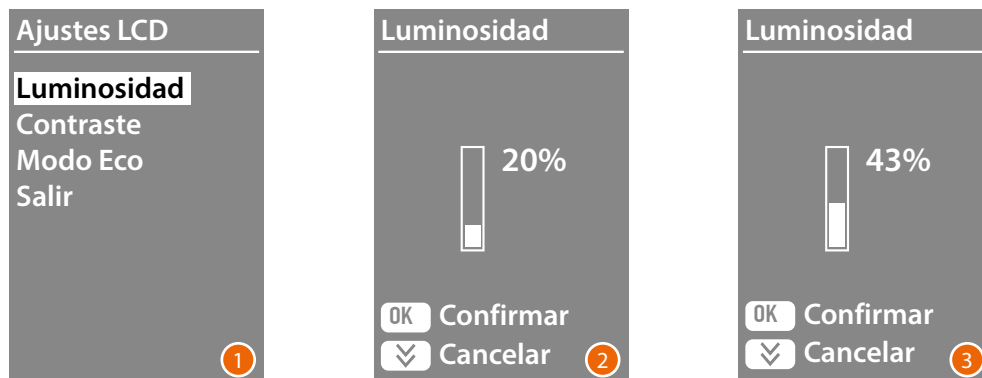 Ajustes LCD
Luminosidad
Contraste
Modo Eco
Salir
1
Luminosidad
20%
OK Confirmar
Cancelar
2
Luminosidad
43%
OK Confirmar
Cancelar
3